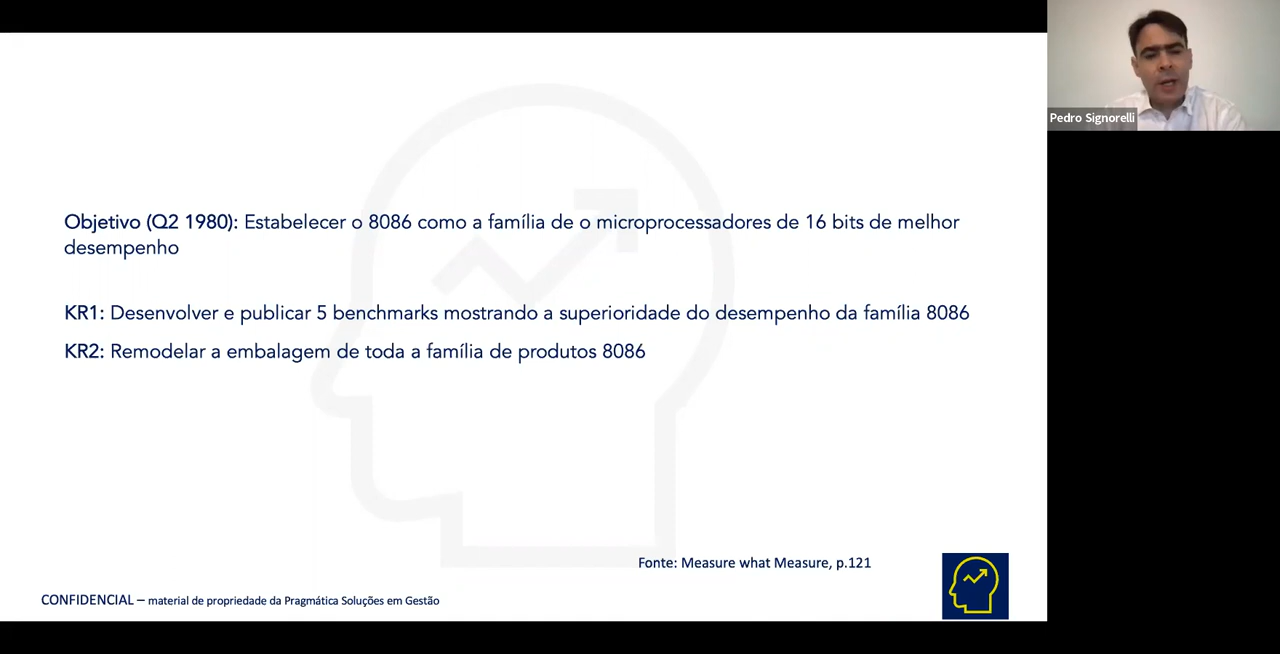 Pedro Signorelli
Objetivo (Q2 1980): Estabelecer o 8086 como a família de o microprocessadores de 16 bits de melhor
desempenho
KR1: Desenvolver e publicar 5 benchmarks mostrando a superioridade do desempenho da família 8086
KR2: Remodelar a embalagem de toda a família de produtos 8086
Fonte: Measure what Measure, p.121
CONFIDENCIAL – material de propriedade da Pragmática Soluções em Gestão